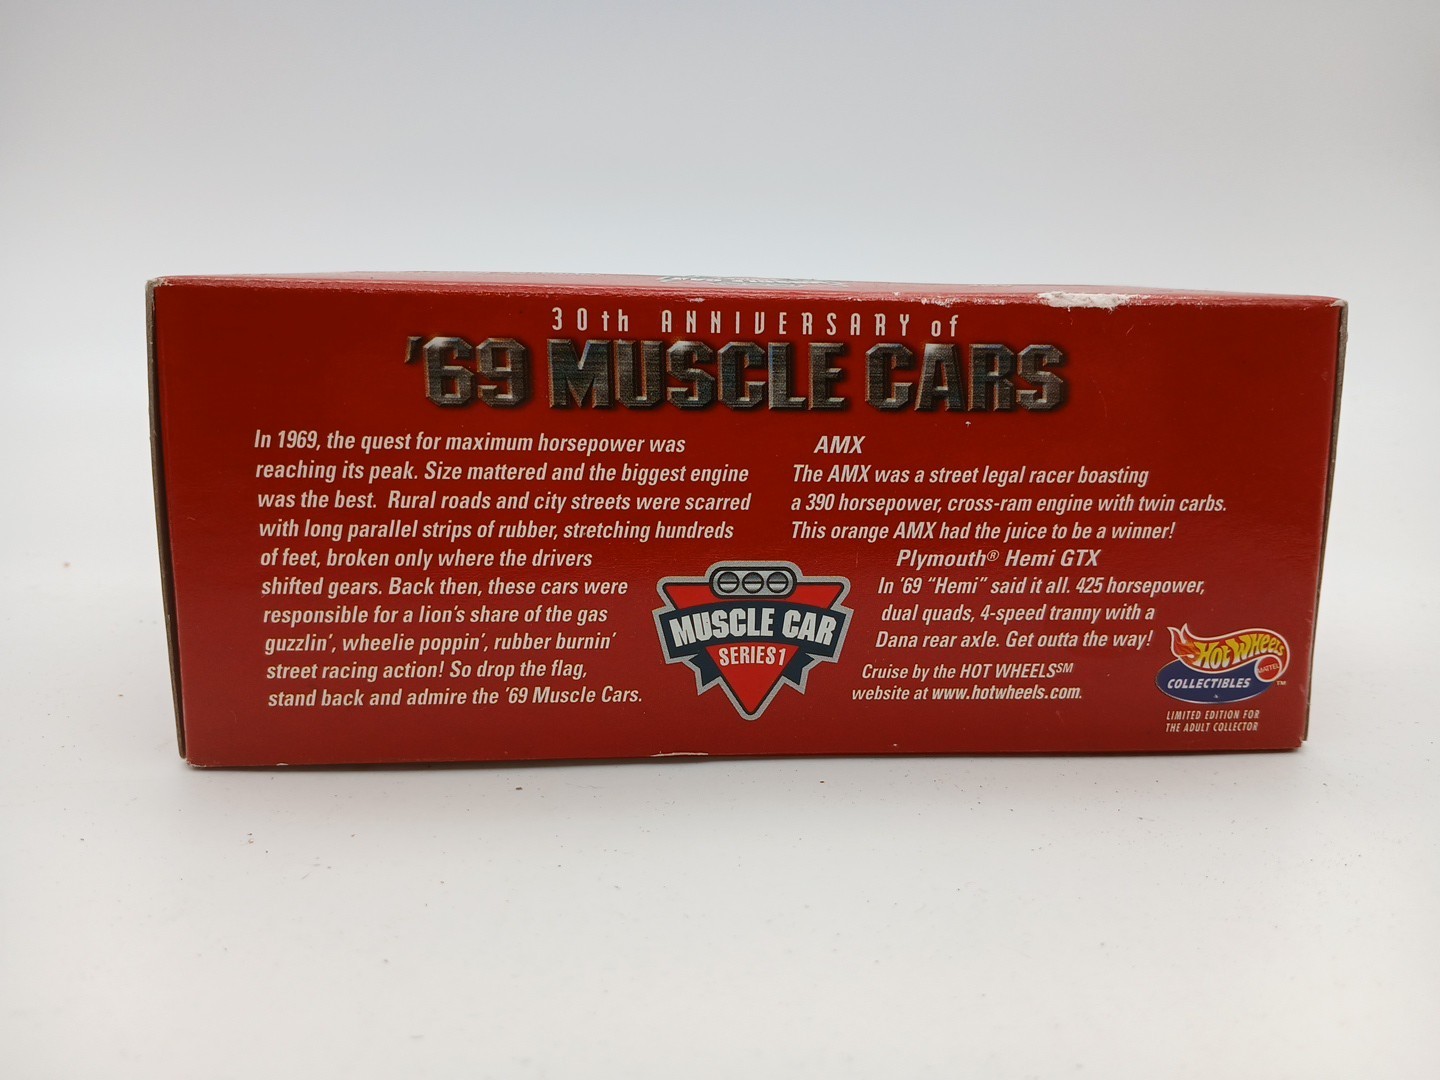 30th ANNIVERSARY of
'69 MUSCLE CARS
In 1969, the quest for maximum horsepower was
reaching its peak. Size mattered and the biggest engine
was the best. Rural roads and city streets were scarred
with long parallel strips of rubber, stretching hundreds
of feet, broken only where the drivers
shifted gears. Back then, these cars were
responsible for a lion's share of the gas
guzzlin', wheelie poppin', rubber burnin'
street racing action! So drop the flag,
stand back and admire the '69 Muscle Cars.
MUSCLE CAR
SERIES 1
AMX
The AMX was a street legal racer boasting
a 390 horsepower, cross-ram engine with twin carbs.
This orange AMX had the juice to be a winner!
Plymouth® Hemi GTX
In '69 "Hemi" said it all. 425 horsepower,
dual quads, 4-speed tranny with a
Dana rear axle. Get outta the way!
Cruise by the HOT WHEELS℠
website at www.hotwheels.com.
Hot Wheels
MATTEL
COLLECTIBLES ™
LIMITED EDITION FOR
THE ADULT COLLECTOR